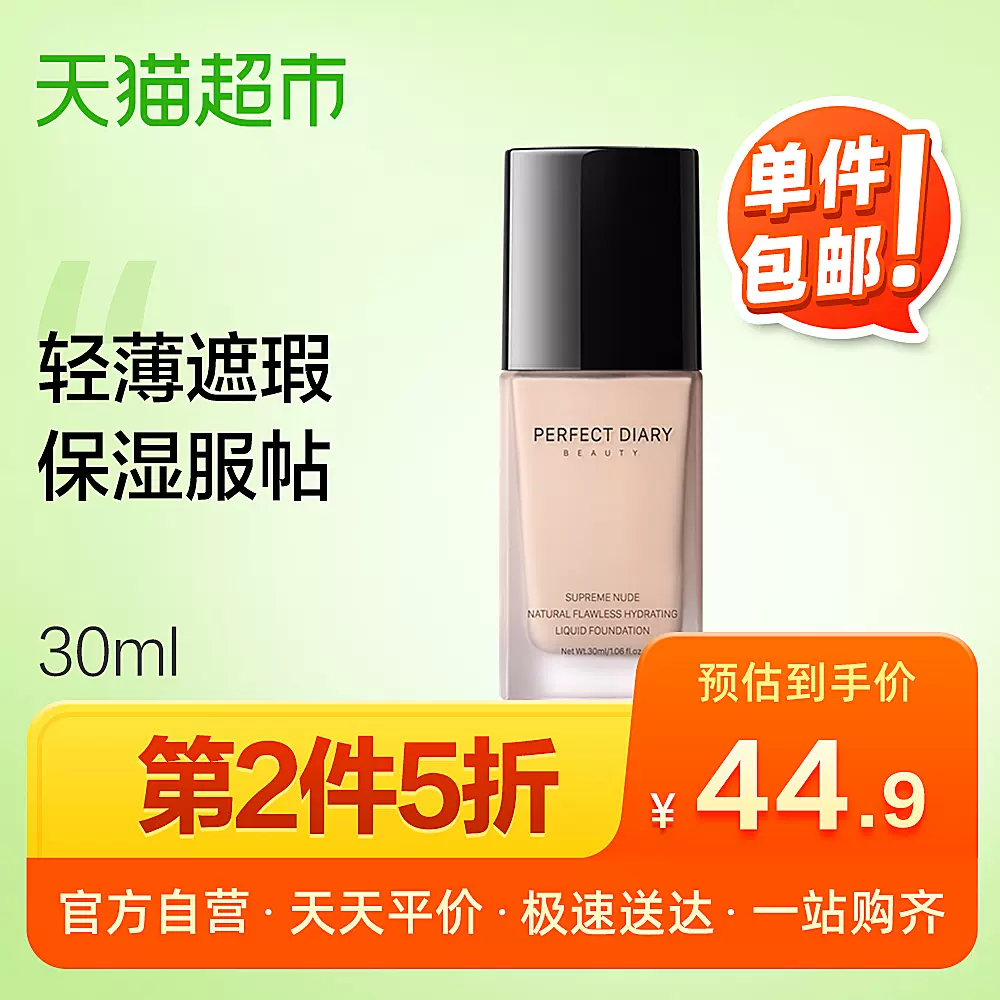 天猫超市
单件
包邮！
轻薄遮瑕
保湿服帖
PERFECT DIARY
BEAUTY
SUPREME NUDE
NATURAL FLAWLESS HYDRATING
LIQUID FOUNDATION
Net Wt.30ml/1.06 fl.oz
30ml
预估到手价
第2件5折
¥ 44.9
官方自营 · 天天平价 · 极速送达 · 一站购齐